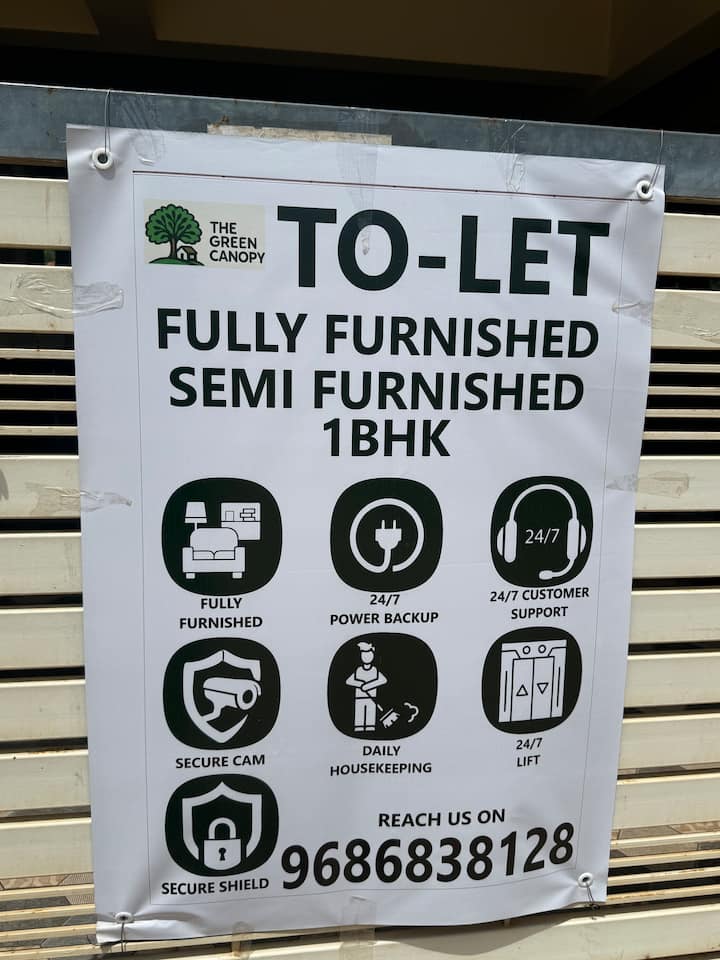 THE
GREEN
CANOPY
TO-LET
FULLY FURNISHED
SEMI FURNISHED
1BHK
FULLY
FURNISHED
24/7
POWER BACKUP
24/7
24/7 CUSTOMER
SUPPORT
SECURE CAM
DAILY
HOUSEKEEPING
24/7
LIFT
SECURE SHIELD
REACH US ON
9686838128